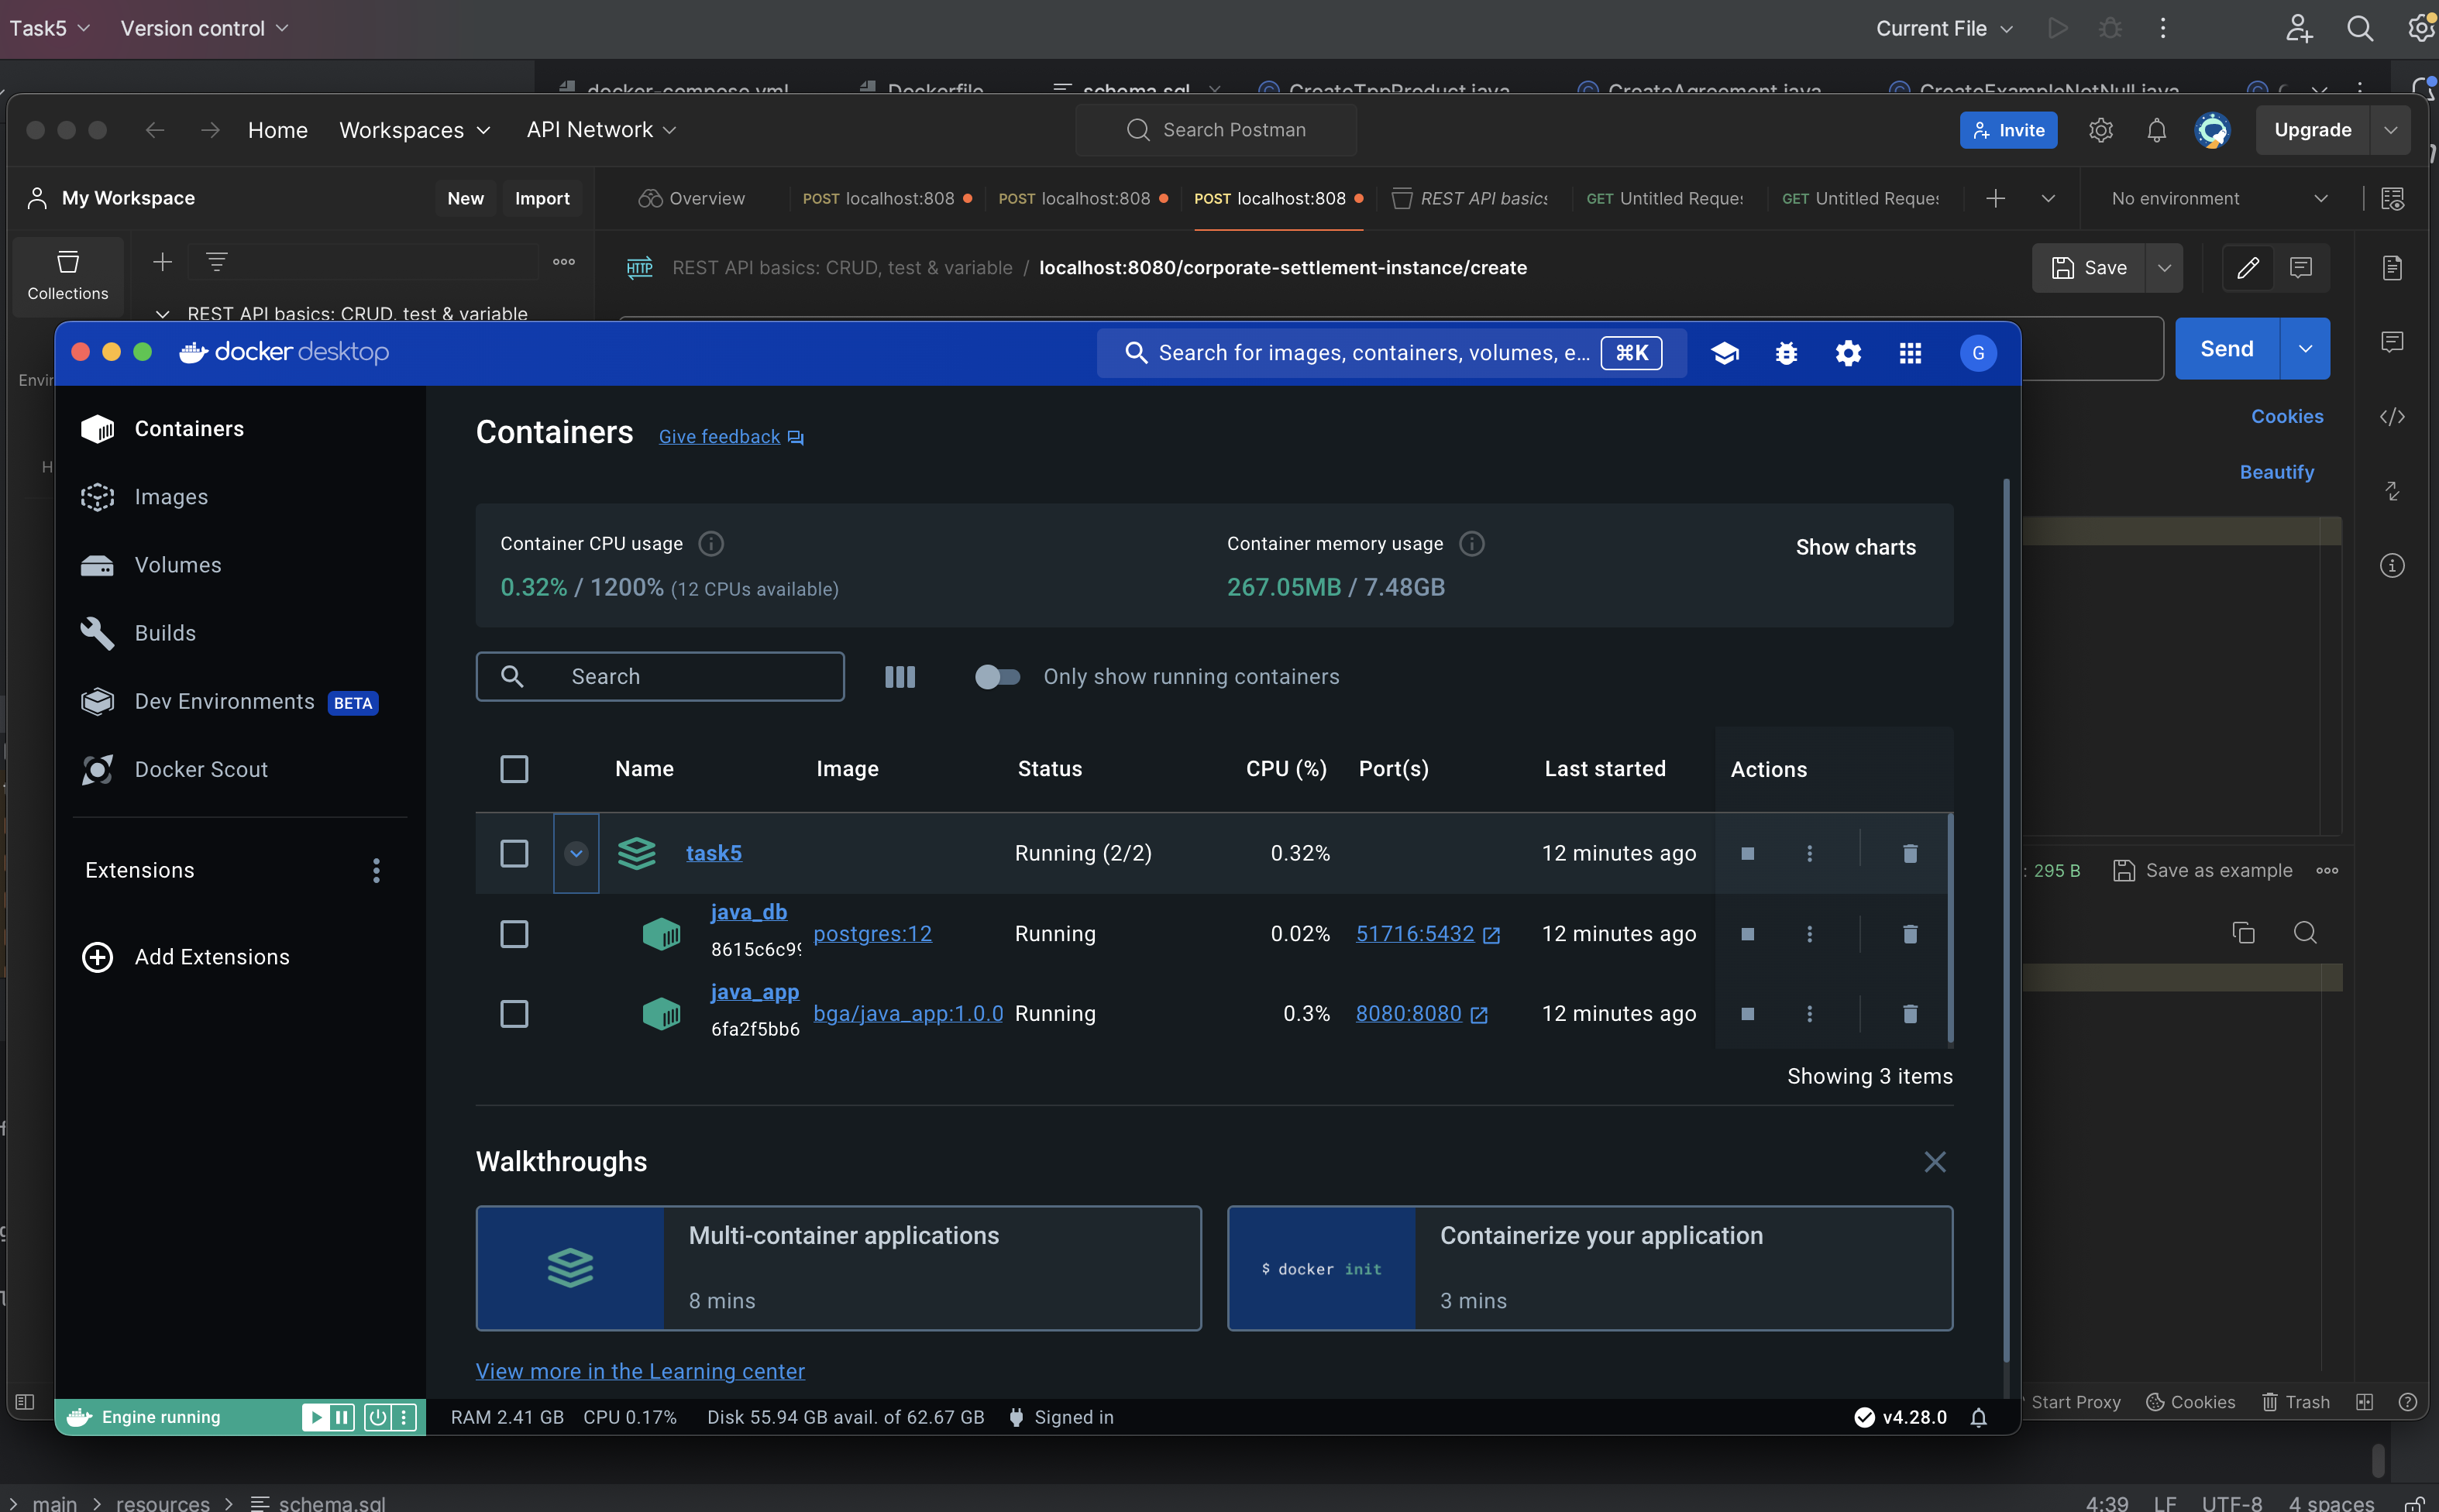 Task5
Version control
Current File
docker-compose.yml
Dockerfile
schema.sql
CreateTppProduct.java
CreateAgreement.java
CreateExampleNotNull.java
Home
Workspaces
API Network
Search Postman
Invite
Upgrade
My Workspace
New
Import
Overview
POST localhost:808
POST localhost:808
POST localhost:808
REST API basics
GET Untitled Reque
GET Untitled Reque
No environment
Collections
REST API basics: CRUD, test & variable / localhost:8080/corporate-settlement-instance/create
Save
REST API basics: CRUD, test & variable
HTTP
Send
Envir
Cookies
H
Beautify
docker desktop
Search for images, containers, volumes, e...
⌘K
G
Containers
Images
Volumes
Builds
Dev Environments BETA
Docker Scout
Extensions
Add Extensions
Containers
Give feedback
Container CPU usage
0.32% / 1200% (12 CPUs available)
Container memory usage
267.05MB / 7.48GB
Show charts
Search
Only show running containers
Name Image Status CPU (%) Port(s) Last started Actions
task5 Running (2/2) 0.32% 12 minutes ago
java_db
8615c6c9
postgres:12 Running 0.02% 51716:5432 12 minutes ago
java_app
6fa2f5bb6
bga/java_app:1.0.0 Running 0.3% 8080:8080 12 minutes ago
Showing 3 items
Walkthroughs
Multi-container applications
8 mins
$ docker init
Containerize your application
3 mins
View more in the Learning center
: 295 B
Save as example
Engine running
RAM 2.41 GB CPU 0.17% Disk 55.94 GB avail. of 62.67 GB Signed in
v4.28.0
Start Proxy
Cookies
Trash
main
resources
schema.sql
4:39 LF UTF-8 4 spaces